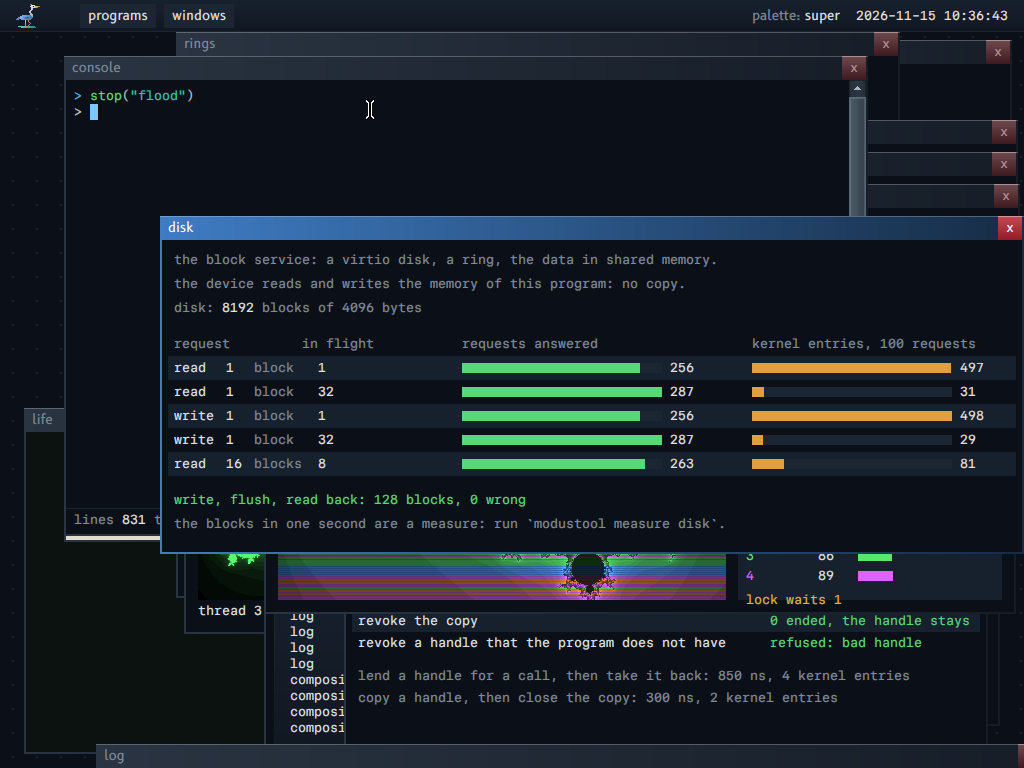 programs windows palette: super 2026-11-15 10:36:43
rings x
x
console x
> stop("flood")
>
x
x
x
disk x
the block service: a virtio disk, a ring, the data in shared memory.
the device reads and writes the memory of this program: no copy.
disk: 8192 blocks of 4096 bytes
request in flight requests answered kernel entries, 100 requests
read 1 block 1 256 497
read 1 block 32 287 31
write 1 block 1 256 498
write 1 block 32 287 29
read 16 blocks 8 263 81
write, flush, read back: 128 blocks, 0 wrong
the blocks in one second are a measure: run `modustool measure disk`.
life
lines 831 t
3 86
4 89
lock waits 1
thread 3
log
log
log
log
composi
composi
composi
composi
revoke the copy 0 ended, the handle stays
revoke a handle that the program does not have refused: bad handle
lend a handle for a call, then take it back: 850 ns, 4 kernel entries
copy a handle, then close the copy: 300 ns, 2 kernel entries
log